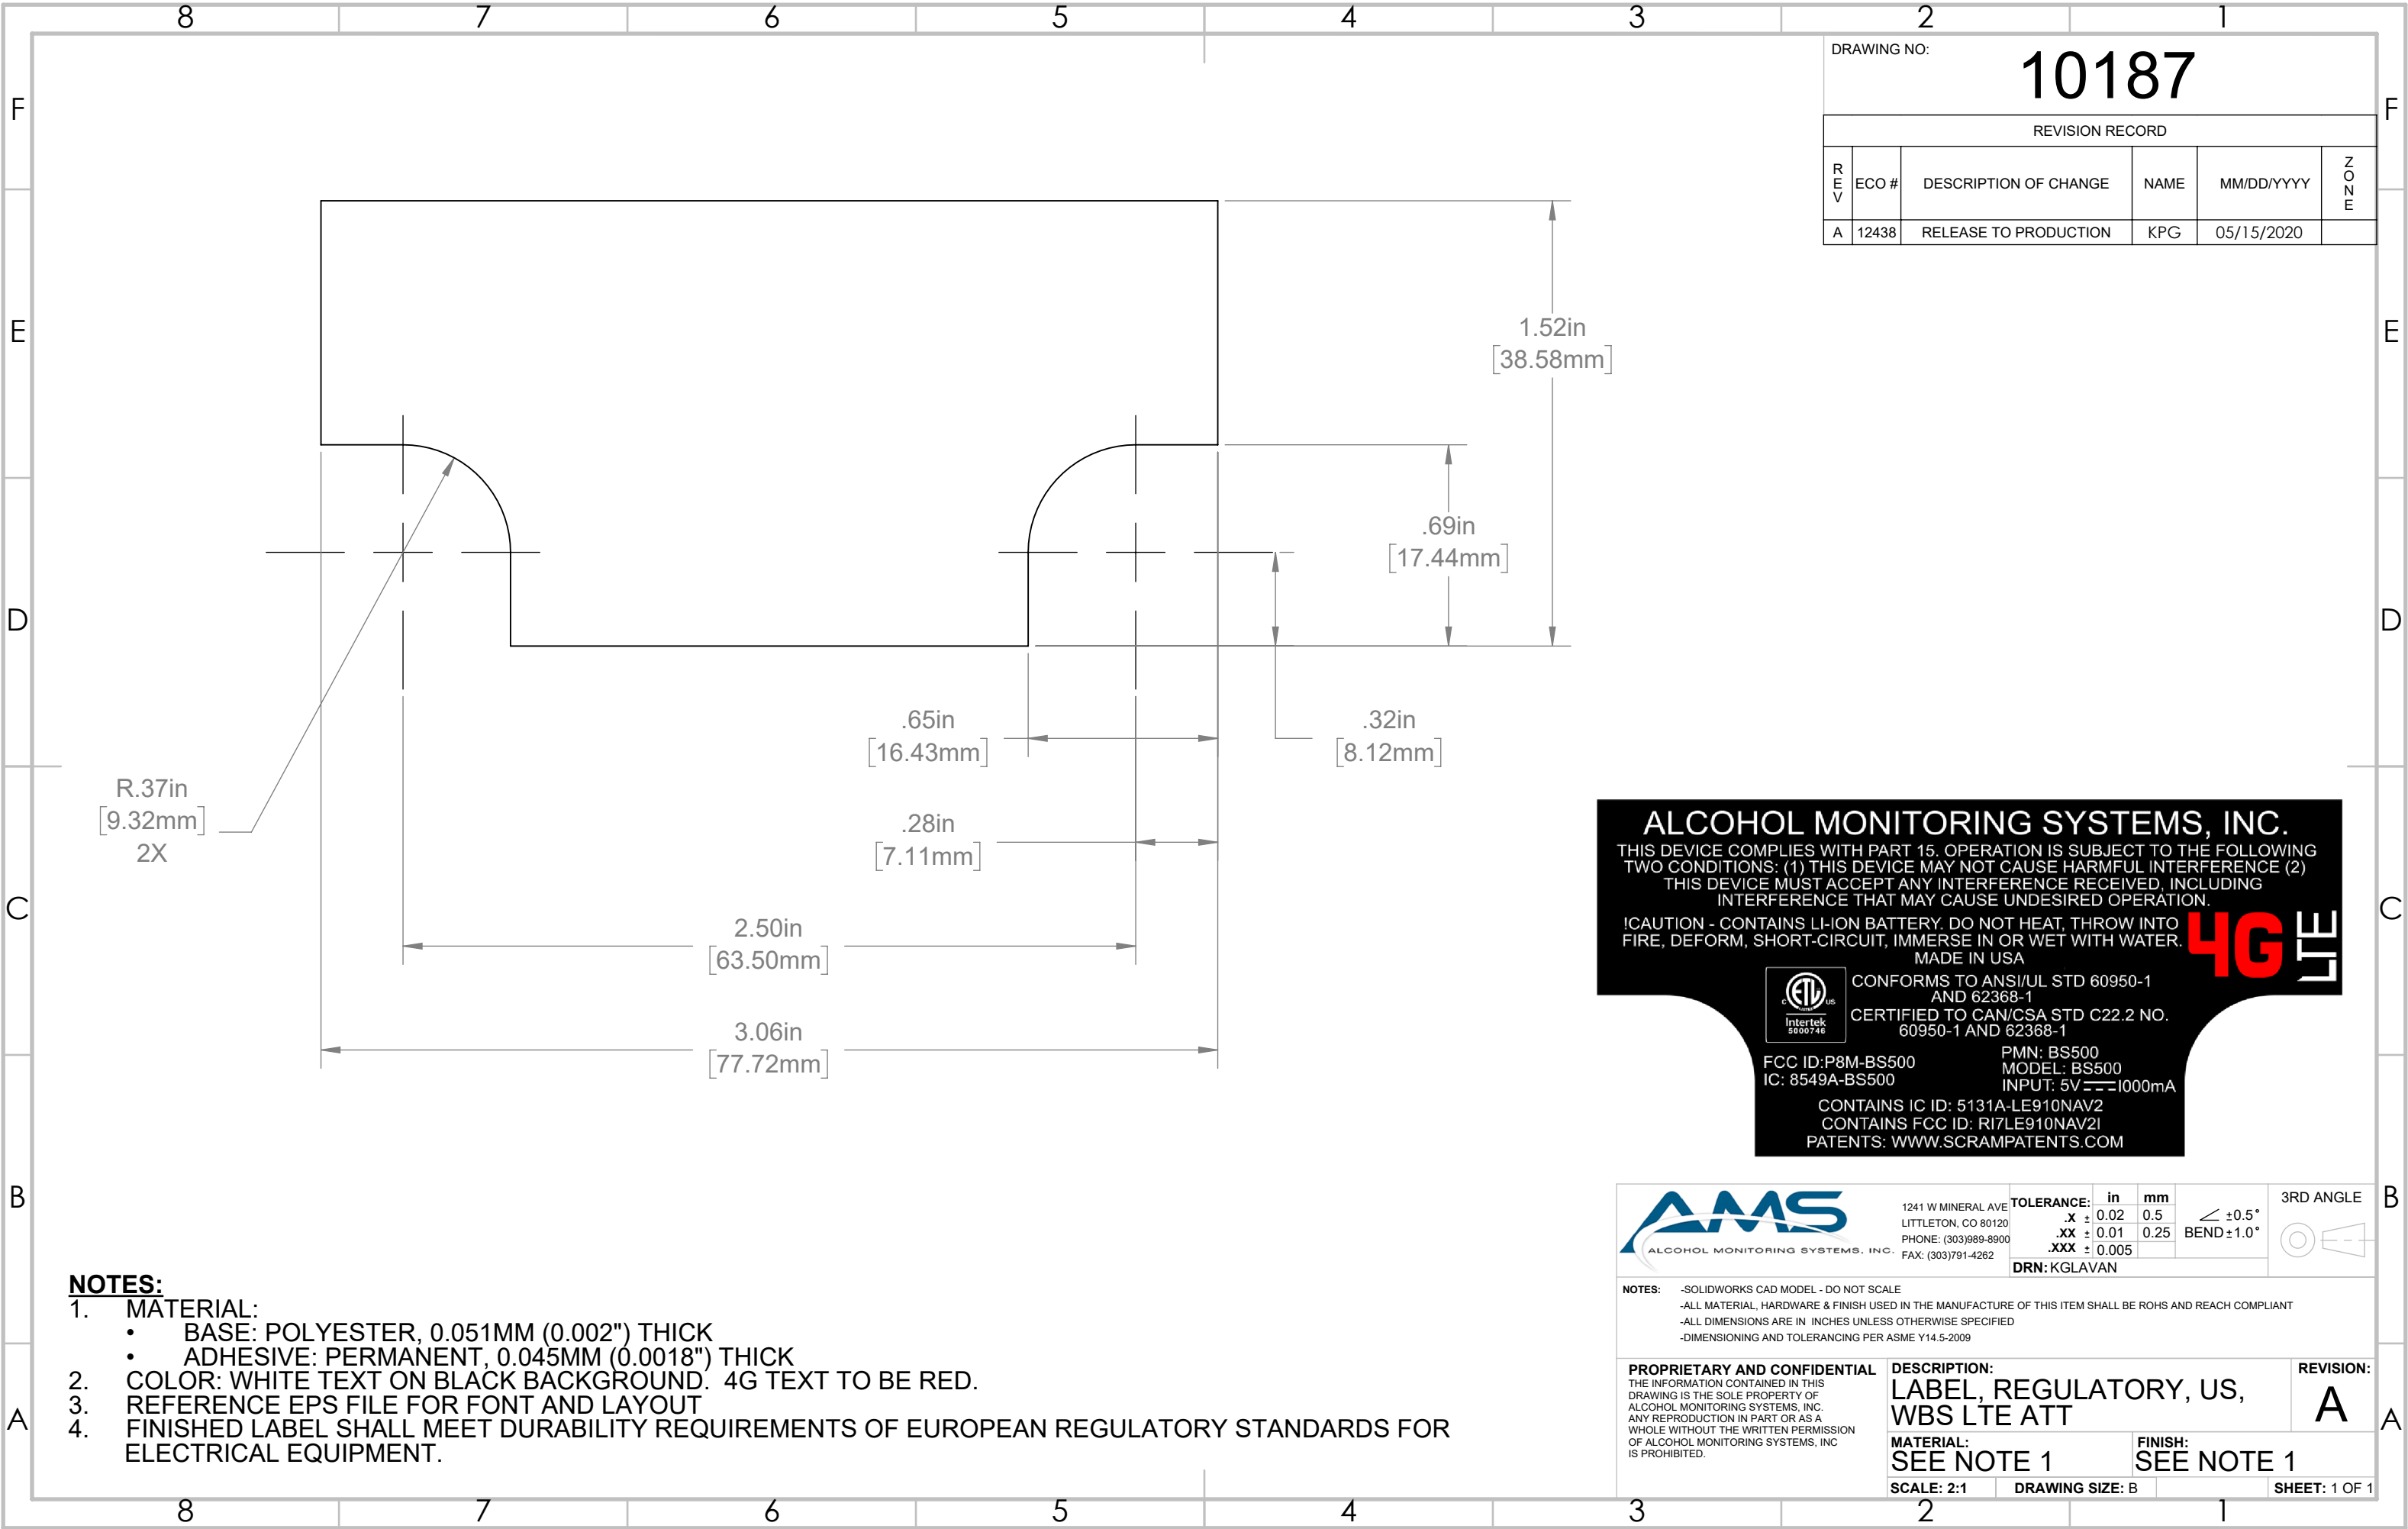 8 7 6 5 4 3 2 1
F
E
D
C
B
A
F
E
D
C
B
A
DRAWING NO:
10187
REVISION RECORD
REV ECO # DESCRIPTION OF CHANGE NAME MM/DD/YYYY ZONE
A 12438 RELEASE TO PRODUCTION KPG 05/15/2020
1.52in
[38.58mm]
.69in
[17.44mm]
.65in
[16.43mm]
.32in
[8.12mm]
R.37in
[9.32mm]
2X
.28in
[7.11mm]
2.50in
[63.50mm]
3.06in
[77.72mm]
ALCOHOL MONITORING SYSTEMS, INC.
THIS DEVICE COMPLIES WITH PART 15. OPERATION IS SUBJECT TO THE FOLLOWING
TWO CONDITIONS: (1) THIS DEVICE MAY NOT CAUSE HARMFUL INTERFERENCE (2)
THIS DEVICE MUST ACCEPT ANY INTERFERENCE RECEIVED, INCLUDING
INTERFERENCE THAT MAY CAUSE UNDESIRED OPERATION.
!CAUTION - CONTAINS LI-ION BATTERY. DO NOT HEAT, THROW INTO
FIRE, DEFORM, SHORT-CIRCUIT, IMMERSE IN OR WET WITH WATER.
MADE IN USA
4G LTE
C ETL US
LISTED
Intertek
5000746
CONFORMS TO ANSI/UL STD 60950-1
AND 62368-1
CERTIFIED TO CAN/CSA STD C22.2 NO.
60950-1 AND 62368-1
FCC ID:P8M-BS500
IC: 8549A-BS500
PMN: BS500
MODEL: BS500
INPUT: 5V⎓I000mA
CONTAINS IC ID: 5131A-LE910NAV2
CONTAINS FCC ID: RI7LE910NAV2I
PATENTS: WWW.SCRAMPATENTS.COM
AMS
ALCOHOL MONITORING SYSTEMS, INC.
1241 W MINERAL AVE
LITTLETON, CO 80120
PHONE: (303)989-8900
FAX: (303)791-4262
TOLERANCE: in mm
.X ± 0.02 0.5
.XX ± 0.01 0.25
.XXX ± 0.005
∠ ±0.5°
BEND ±1.0°
DRN: KGLAVAN
3RD ANGLE
NOTES: -SOLIDWORKS CAD MODEL - DO NOT SCALE
-ALL MATERIAL, HARDWARE & FINISH USED IN THE MANUFACTURE OF THIS ITEM SHALL BE ROHS AND REACH COMPLIANT
-ALL DIMENSIONS ARE IN INCHES UNLESS OTHERWISE SPECIFIED
-DIMENSIONING AND TOLERANCING PER ASME Y14.5-2009
PROPRIETARY AND CONFIDENTIAL
THE INFORMATION CONTAINED IN THIS
DRAWING IS THE SOLE PROPERTY OF
ALCOHOL MONITORING SYSTEMS, INC.
ANY REPRODUCTION IN PART OR AS A
WHOLE WITHOUT THE WRITTEN PERMISSION
OF ALCOHOL MONITORING SYSTEMS, INC
IS PROHIBITED.
DESCRIPTION:
LABEL, REGULATORY, US,
WBS LTE ATT
REVISION:
A
MATERIAL:
SEE NOTE 1
FINISH:
SEE NOTE 1
SCALE: 2:1 DRAWING SIZE: B SHEET: 1 OF 1
NOTES:
1. MATERIAL:
• BASE: POLYESTER, 0.051MM (0.002") THICK
• ADHESIVE: PERMANENT, 0.045MM (0.0018") THICK
2. COLOR: WHITE TEXT ON BLACK BACKGROUND. 4G TEXT TO BE RED.
3. REFERENCE EPS FILE FOR FONT AND LAYOUT
4. FINISHED LABEL SHALL MEET DURABILITY REQUIREMENTS OF EUROPEAN REGULATORY STANDARDS FOR
ELECTRICAL EQUIPMENT.
8 7 6 5 4 3 2 1